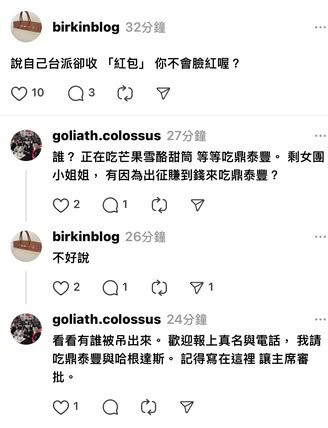 birkinblog 32分鐘
說自己台派卻收 「紅包」 你不會臉紅喔？
10 3
goliath.colossus 27分鐘
誰？ 正在吃芒果雪酪甜筒 等等吃鼎泰豐。 剩女團
小姐姐， 有因為出征賺到錢來吃鼎泰豐？
2 1
birkinblog 26分鐘
不好說
2 1 1
goliath.colossus 24分鐘
看看有誰被吊出來。 歡迎報上真名與電話， 我請
吃鼎泰豐與哈根達斯。 記得寫在這裡 讓主席審
批。
1